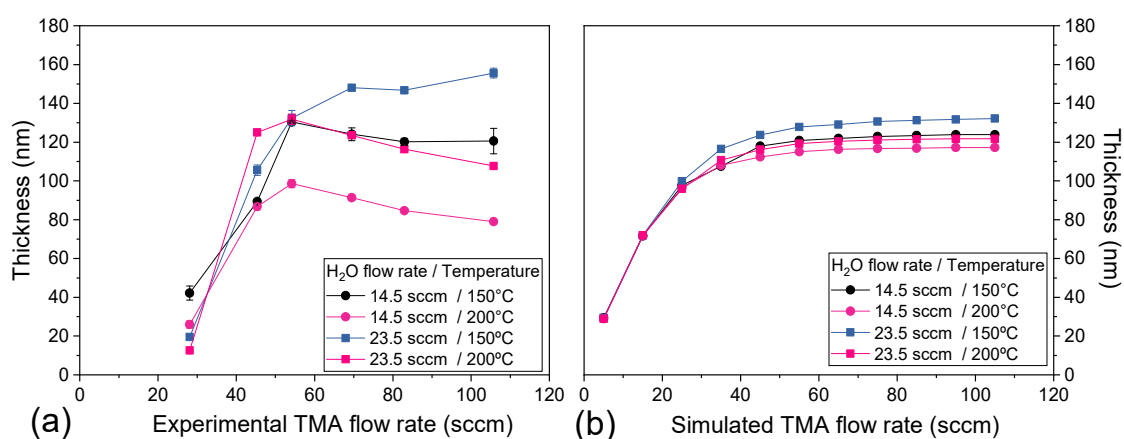 180
160
140
120
100
80
60
40
20
0
Thickness (nm)
0 20 40 60 80 100 120
Experimental TMA flow rate (sccm)
(a)
H₂O flow rate / Temperature
14.5 sccm / 150°C
14.5 sccm / 200°C
23.5 sccm / 150ºC
23.5 sccm / 200ºC
180
160
140
120
100
80
60
40
20
0
Thickness (nm)
0 20 40 60 80 100 120
Simulated TMA flow rate (sccm)
(b)
H₂O flow rate / Temperature
14.5 sccm / 150°C
14.5 sccm / 200°C
23.5 sccm / 150ºC
23.5 sccm / 200ºC